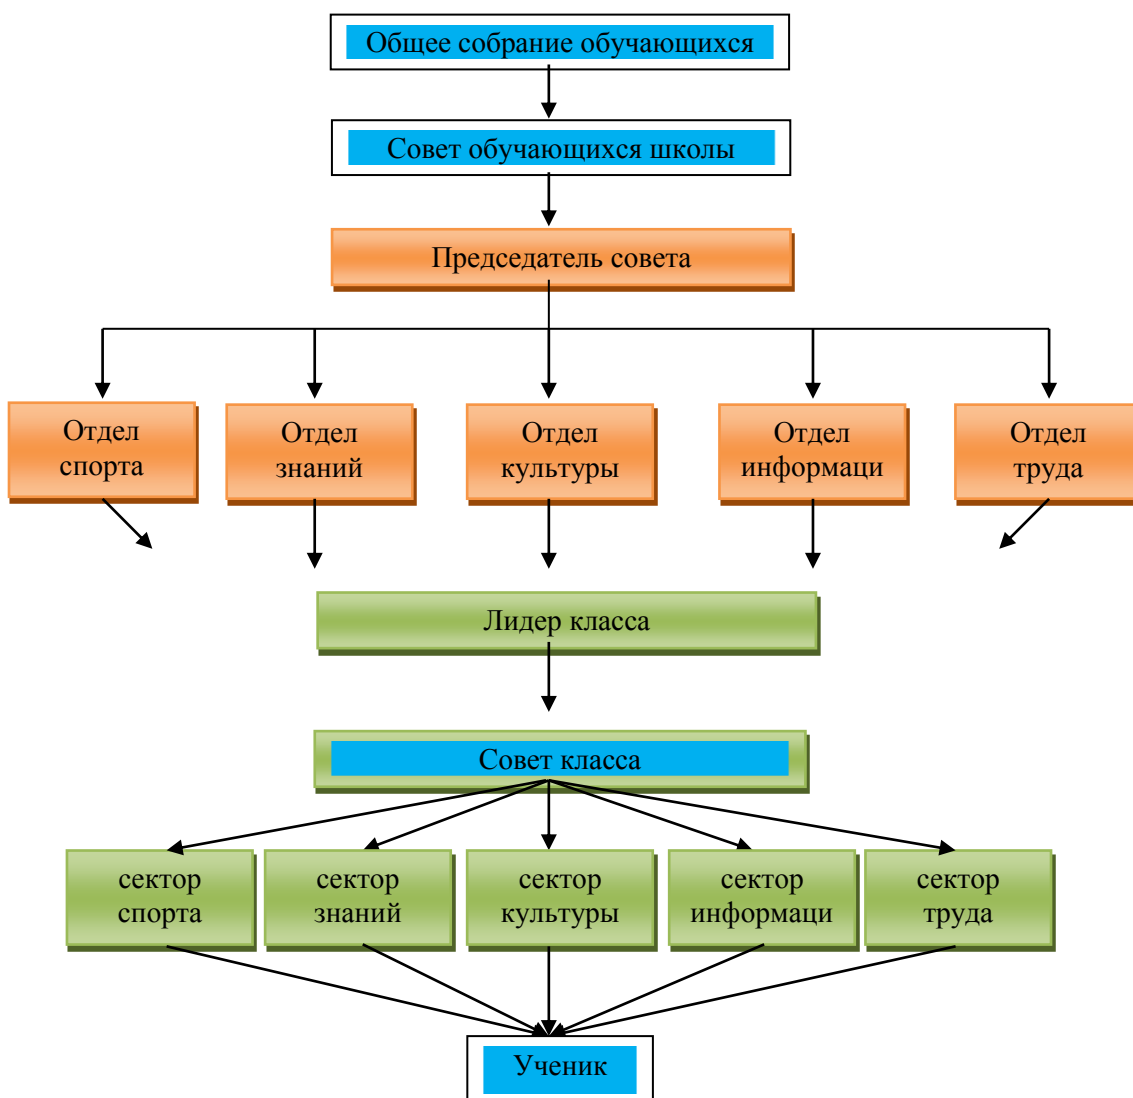 Общее собрание обучающихся
Совет обучающихся школы
Председатель совета
Отдел
спорта
Отдел
знаний
Отдел
культуры
Отдел
информаци
Отдел
труда
Лидер класса
Совет класса
сектор
спорта
сектор
знаний
сектор
культуры
сектор
информаци
сектор
труда
Ученик